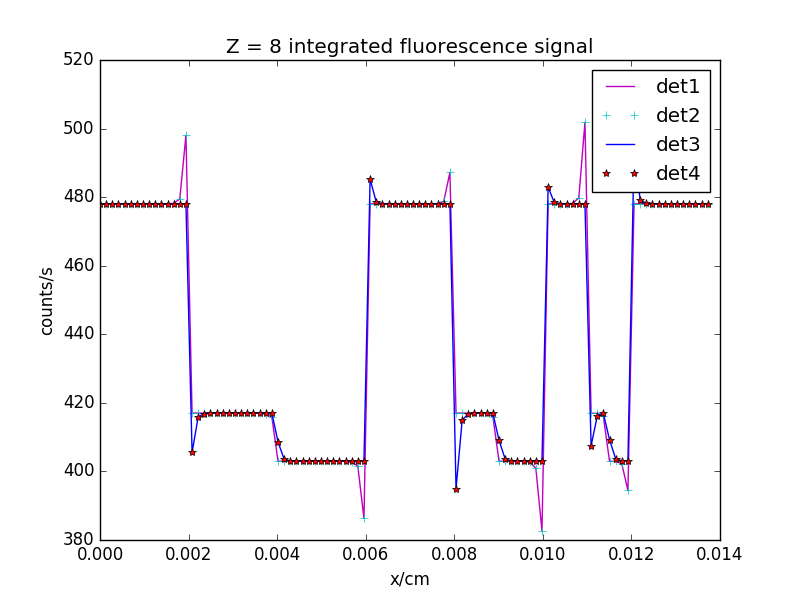 Z = 8 integrated fluorescence signal
520
500
480
460
440
420
400
380
counts/s
det1
det2
det3
det4
0.000 0.002 0.004 0.006 0.008 0.010 0.012 0.014
x/cm